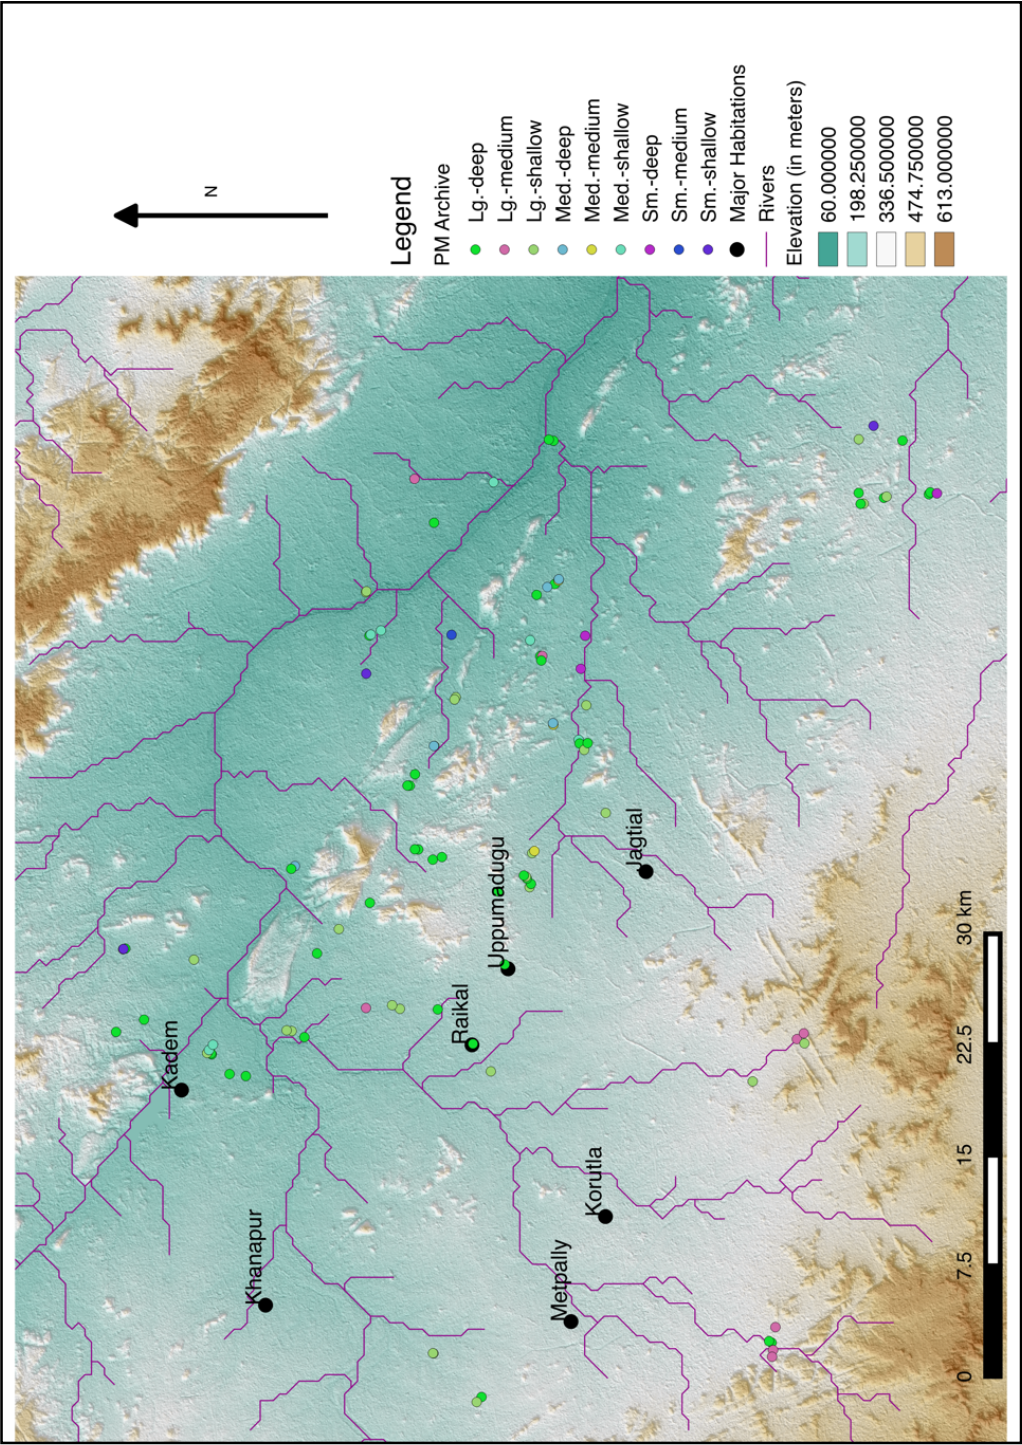 N
Legend
PM Archive
Lg.-deep
Lg.-medium
Lg.-shallow
Med.-deep
Med.-medium
Med.-shallow
Sm.-deep
Sm.-medium
Sm.-shallow
Major Habitations
Rivers
Elevation (in meters)
60.000000
198.250000
336.500000
474.750000
613.000000
Kadem
Khanapur
Uppumadugu
Raikal
Jagtial
Korutla
Metpally
0 7.5 15 22.5 30 km